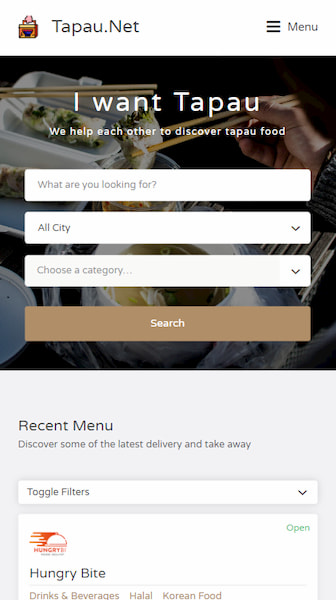 Tapau.Net
Menu
I want Tapau
We help each other to discover tapau food
What are you looking for?
All City
Choose a category...
Search
Recent Menu
Discover some of the latest delivery and take away
Toggle Filters
Open
Hungry Bite
Drinks & Beverages Halal Korean Food